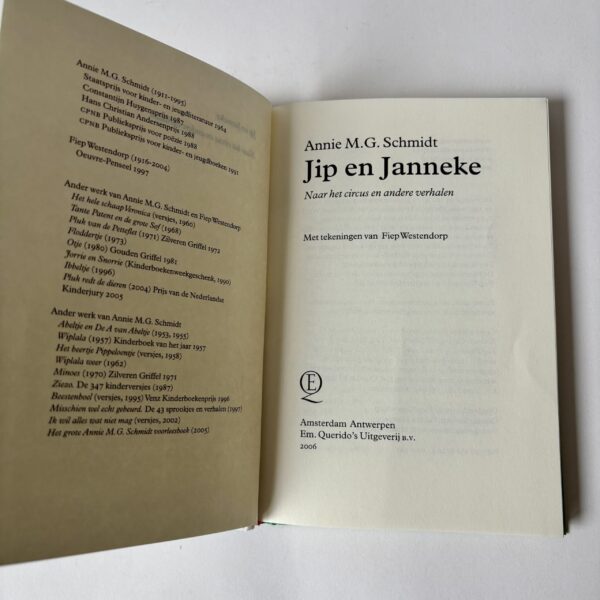 Annie M.G. Schmidt (1911-1995)
Staatsprijs voor kinder- en jeugdliteratuur 1964
Constantijn Huygensprijs 1987
Hans Christian Andersenprijs 1988
CPNB Publieksprijs voor poëzie 1988
CPNB Publieksprijs voor kinder- en jeugdboeken 1991
Fiep Westendorp (1916-2004)
Oeuvre-Penseel 1997
Ander werk van Annie M.G. Schmidt en Fiep Westendorp
Het hele schaap Veronica (versjes, 1960)
Tante Patent en de grote Sof (1968)
Pluk van de Petteflet (1971) Zilveren Griffel 1972
Floddertje (1973)
Otje (1980) Gouden Griffel 1981
Jorrie en Snorrie (Kinderboekenweekgeschenk, 1990)
Ibbeltje (1996)
Pluk redt de dieren (2004) Prijs van de Nederlandse
Kinderjury 2005
Ander werk van Annie M.G. Schmidt
Abeltje en De A van Abeltje (1953, 1955)
Wiplala (1957) Kinderboek van het jaar 1957
Het beertje Pippeloentje (versjes, 1958)
Wiplala weer (1962)
Minoes (1970) Zilveren Griffel 1971
Ziezo. De 347 kinderversjes (1987)
Beestenboel (versjes, 1995) Venz Kinderboekenprijs 1996
Misschien wel echt gebeurd. De 43 sprookjes en verhalen (1997)
Ik wil alles wat niet mag (versjes, 2002)
Het grote Annie M.G. Schmidt voorleesboek (2005)
Annie M.G. Schmidt
Jip en Janneke
Naar het circus en andere verhalen
Met tekeningen van Fiep Westendorp
EQ
Amsterdam Antwerpen
Em. Querido's Uitgeverij B.V.
2006